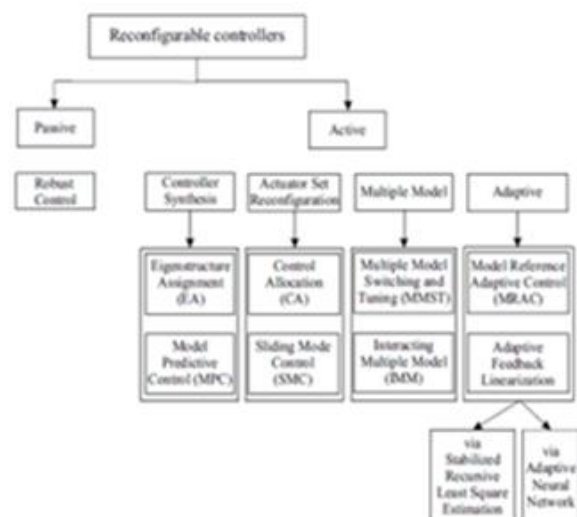 Reconfigurable controllers
Passive
Active
Robust
Control
Controller
Synthesis
Actuator Set
Reconfiguration
Multiple Model
Adaptive
Eigenstructure
Assignment
(EA)
Control
Allocation
(CA)
Multiple Model
Switching and
Tuning (MMST)
Model Reference
Adaptive Control
(MRAC)
Model
Predictive
Control (MPC)
Sliding Mode
Control
(SMC)
Interacting
Multiple Model
(IMM)
Adaptive
Feedback
Linearization
via
Stabilized
Recursive
Least Square
Estimation
via
Adaptive
Neural
Network